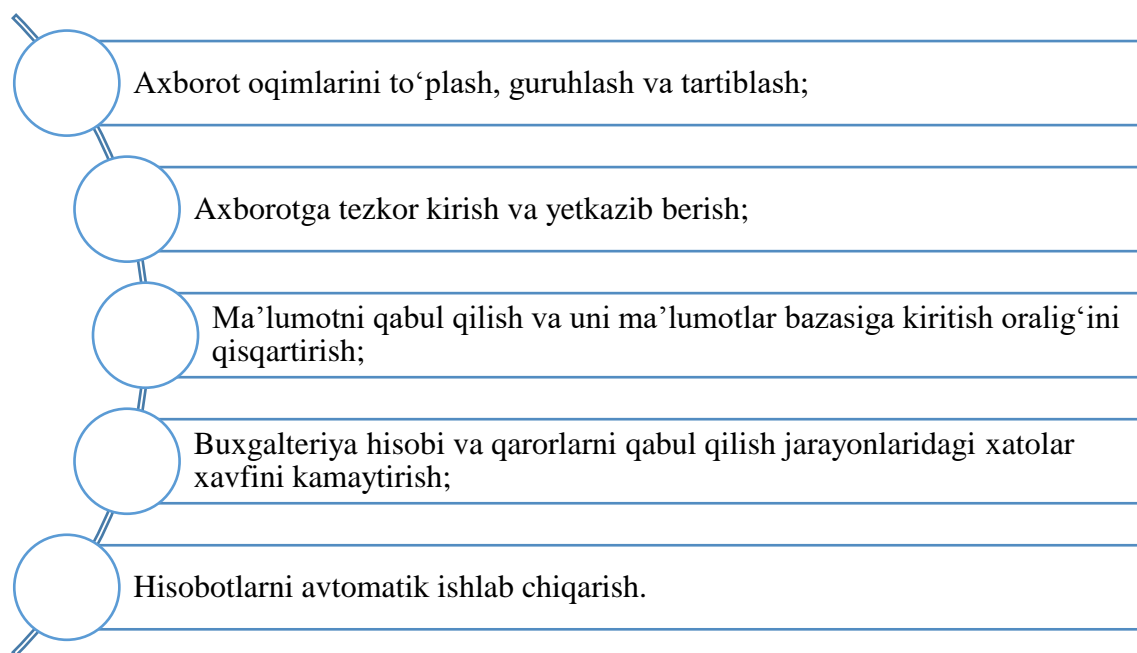 Axborot oqimlarini to‘plash, guruhlash va tartiblash;
Axborotga tezkor kirish va yetkazib berish;
Ma’lumotni qabul qilish va uni ma’lumotlar bazasiga kiritish oralig‘ini
qisqartirish;
Buxgalteriya hisobi va qarorlarni qabul qilish jarayonlaridagi xatolar
xavfini kamaytirish;
Hisobotlarni avtomatik ishlab chiqarish.